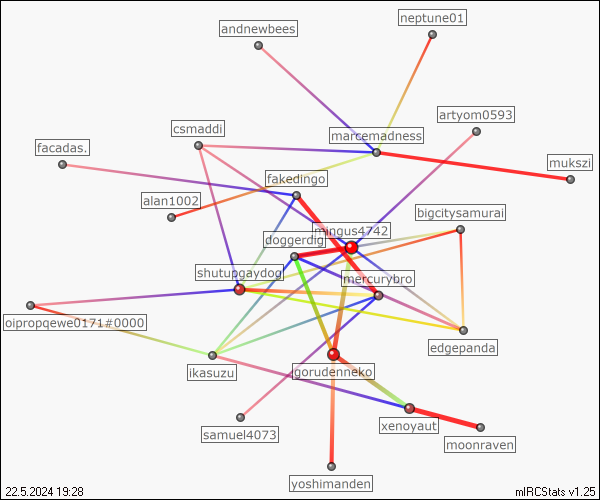 neptune01
andnewbees
artyom0593
csmaddi
marcemadness
facadas.
mukszi
fakedingo
alan1002
bigcitysamurai
mingus4742
doggerdig
shutupgaydog
mercurybro
oipropqewe0171#0000
edgepanda
ikasuzu
gorudenneko
xenoyaut
samuel4073
moonraven
yoshimanden
22.5.2024 19:28
mIRCStats v1.25